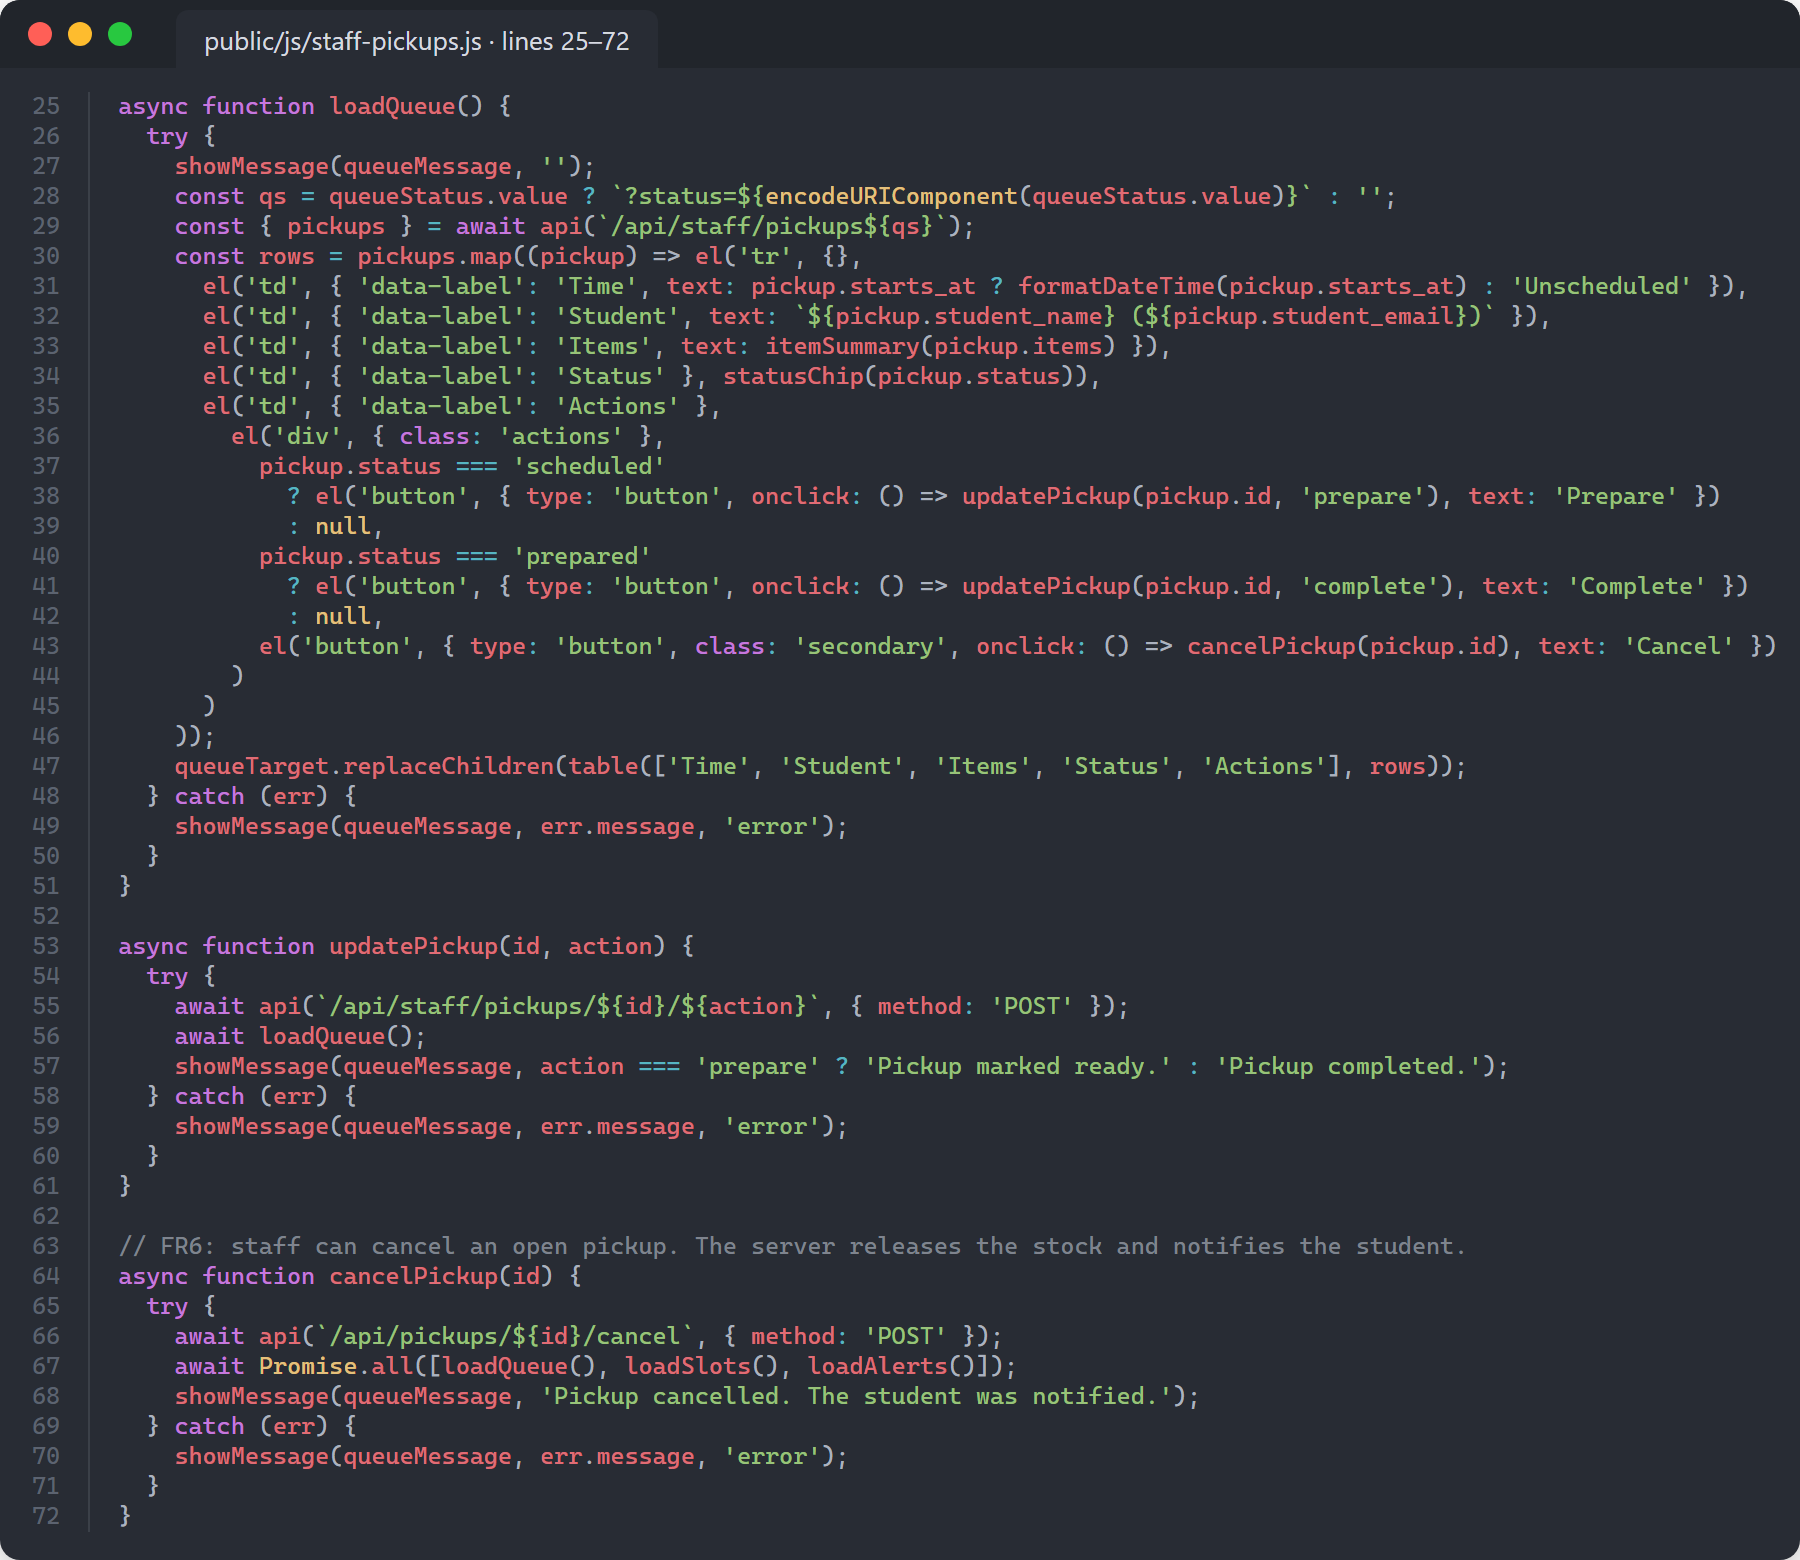 public/js/staff-pickups.js · lines 25–72
25 async function loadQueue() {
26   try {
27     showMessage(queueMessage, '');
28     const qs = queueStatus.value ? `?status=${encodeURIComponent(queueStatus.value)}` : '';
29     const { pickups } = await api(`/api/staff/pickups${qs}`);
30     const rows = pickups.map((pickup) => el('tr', {},
31       el('td', { 'data-label': 'Time', text: pickup.starts_at ? formatDateTime(pickup.starts_at) : 'Unscheduled' }),
32       el('td', { 'data-label': 'Student', text: `${pickup.student_name} (${pickup.student_email})` }),
33       el('td', { 'data-label': 'Items', text: itemSummary(pickup.items) }),
34       el('td', { 'data-label': 'Status' }, statusChip(pickup.status)),
35       el('td', { 'data-label': 'Actions' },
36         el('div', { class: 'actions' },
37           pickup.status === 'scheduled'
38             ? el('button', { type: 'button', onclick: () => updatePickup(pickup.id, 'prepare'), text: 'Prepare' })
39             : null,
40           pickup.status === 'prepared'
41             ? el('button', { type: 'button', onclick: () => updatePickup(pickup.id, 'complete'), text: 'Complete' })
42             : null,
43           el('button', { type: 'button', class: 'secondary', onclick: () => cancelPickup(pickup.id), text: 'Cancel' })
44         )
45       )
46     ));
47     queueTarget.replaceChildren(table(['Time', 'Student', 'Items', 'Status', 'Actions'], rows));
48   } catch (err) {
49     showMessage(queueMessage, err.message, 'error');
50   }
51 }
52
53 async function updatePickup(id, action) {
54   try {
55     await api(`/api/staff/pickups/${id}/${action}`, { method: 'POST' });
56     await loadQueue();
57     showMessage(queueMessage, action === 'prepare' ? 'Pickup marked ready.' : 'Pickup completed.');
58   } catch (err) {
59     showMessage(queueMessage, err.message, 'error');
60   }
61 }
62
63 // FR6: staff can cancel an open pickup. The server releases the stock and notifies the student.
64 async function cancelPickup(id) {
65   try {
66     await api(`/api/pickups/${id}/cancel`, { method: 'POST' });
67     await Promise.all([loadQueue(), loadSlots(), loadAlerts()]);
68     showMessage(queueMessage, 'Pickup cancelled. The student was notified.');
69   } catch (err) {
70     showMessage(queueMessage, err.message, 'error');
71   }
72 }